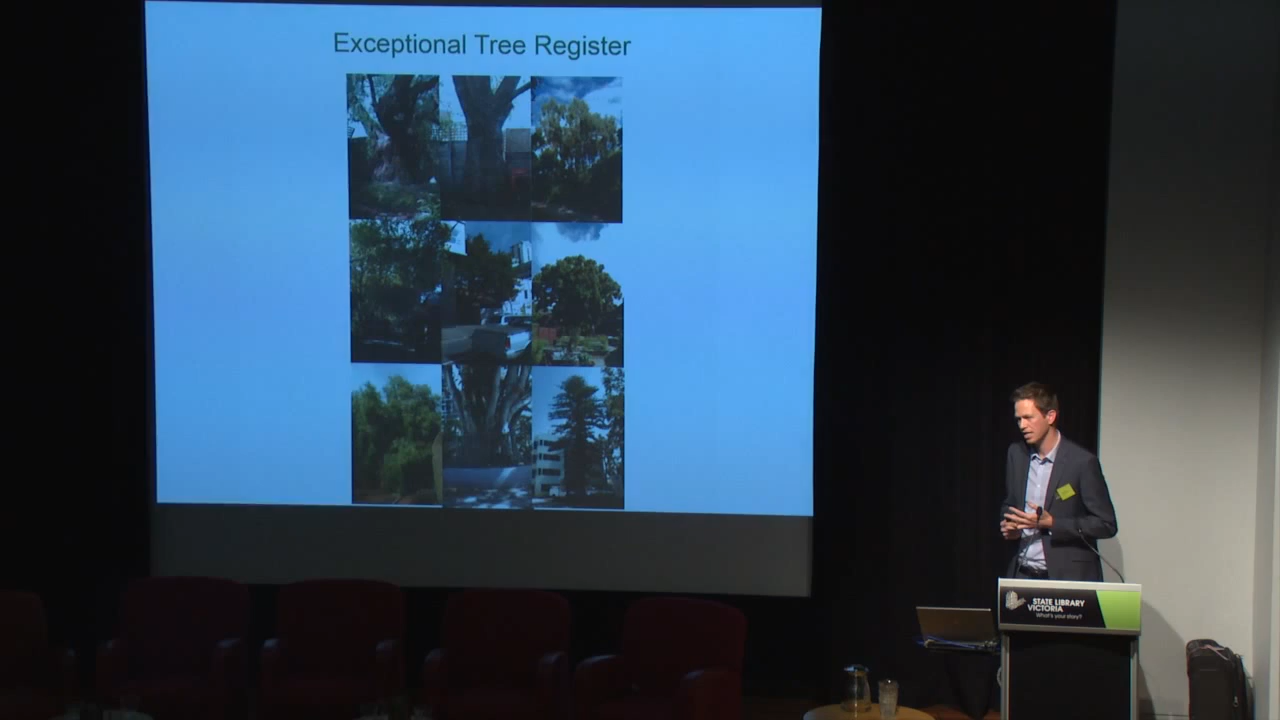 Exceptional Tree Register
STATE LIBRARY
VICTORIA
What's your story?